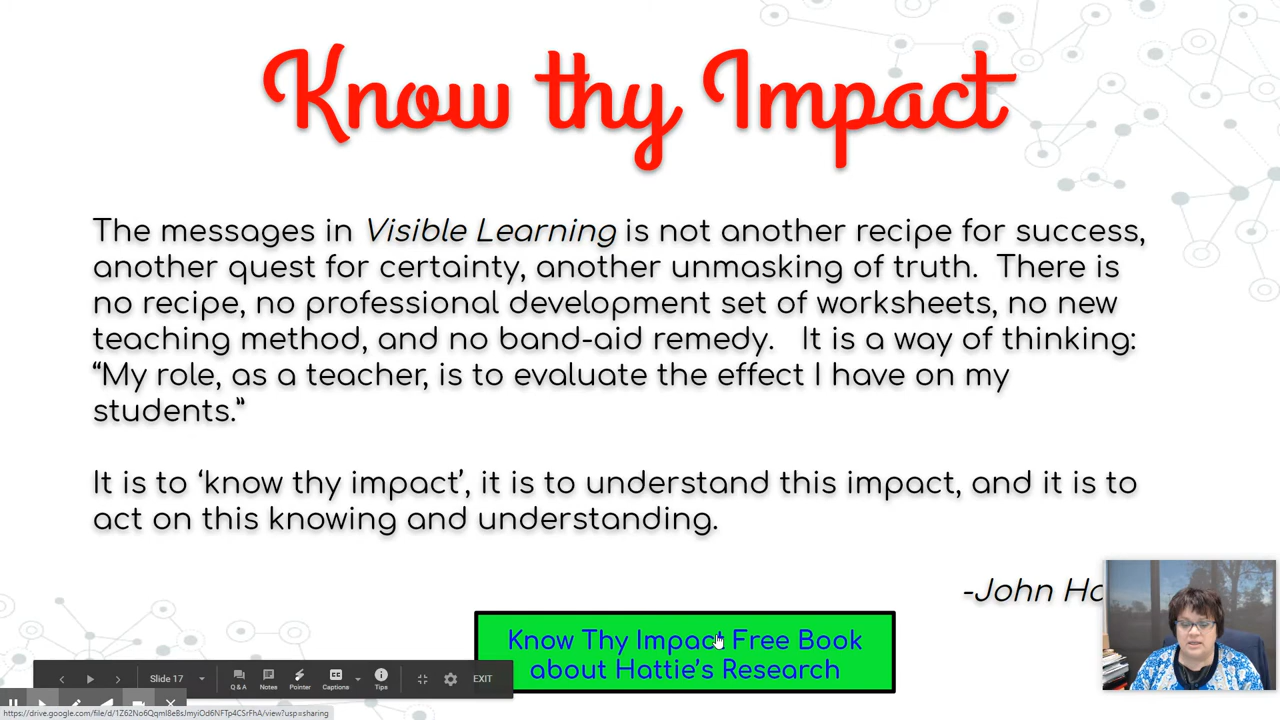 Know thy Impact
The messages in Visible Learning is not another recipe for success,
another quest for certainty, another unmasking of truth.  There is
no recipe, no professional development set of worksheets, no new
teaching method, and no band-aid remedy.   It is a way of thinking:
“My role, as a teacher, is to evaluate the effect I have on my
students.”
It is to ‘know thy impact’, it is to understand this impact, and it is to
act on this knowing and understanding.
-John
Know Thy Impact Free Book
about Hattie’s Research
Slide 17
Q & A
Notes
Pointer
Captions
Tips
EXIT